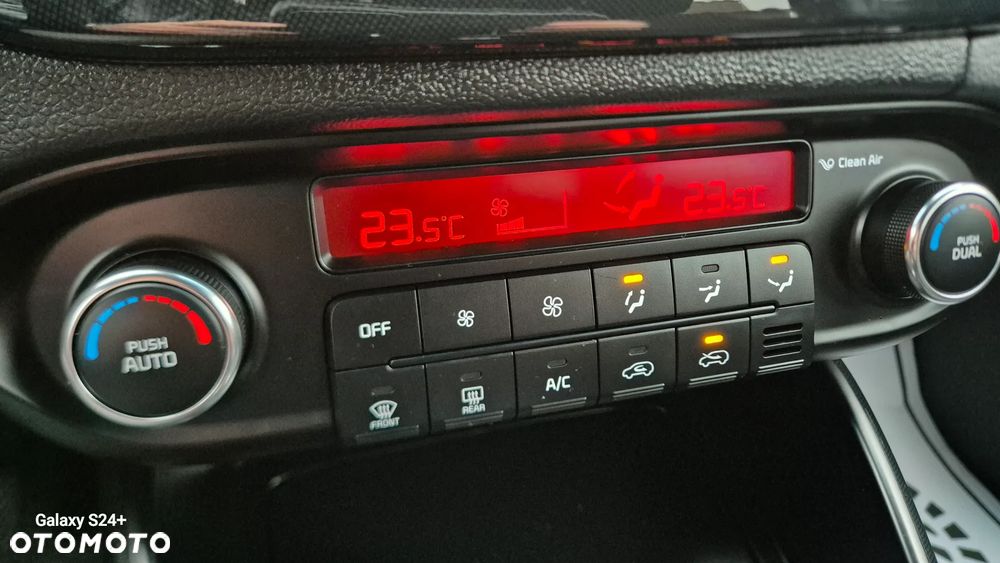 Clean Air
23.5°C
23.5°C
PUSH
DUAL
OFF
PUSH
AUTO
FRONT
REAR
A/C
Galaxy S24+
OTOMOTO